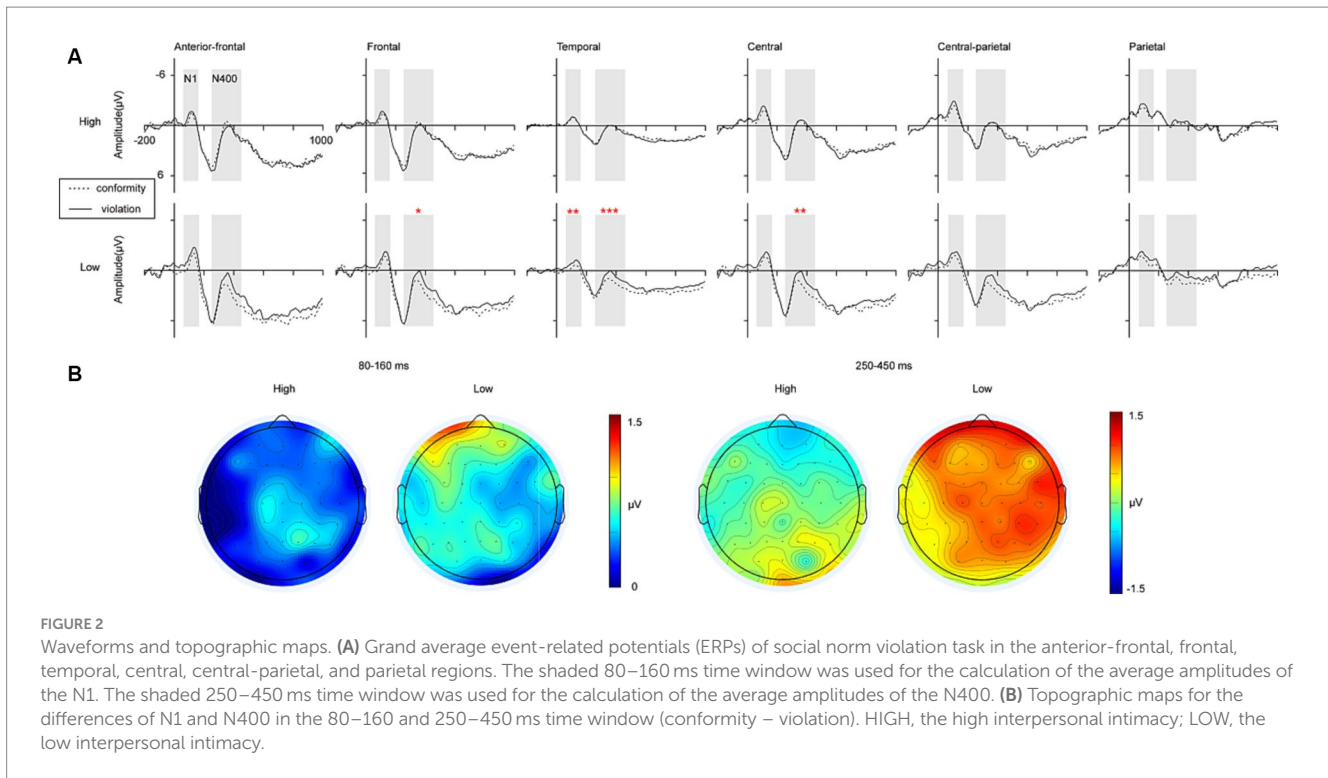 A
Anterior-frontal Frontal Temporal Central Central-parietal Parietal
-6
N1 N400
High
Amplitude(μV)
-200 1000
6
conformity
violation
* ** *** **
Low
Amplitude(μV)
B
80-160 ms 250-450 ms
High Low High Low
1.5 1.5
μV μV
0 -1.5
FIGURE 2
Waveforms and topographic maps. (A) Grand average event-related potentials (ERPs) of social norm violation task in the anterior-frontal, frontal,
temporal, central, central-parietal, and parietal regions. The shaded 80–160 ms time window was used for the calculation of the average amplitudes of
the N1. The shaded 250–450 ms time window was used for the calculation of the average amplitudes of the N400. (B) Topographic maps for the
differences of N1 and N400 in the 80–160 and 250–450 ms time window (conformity – violation). HIGH, the high interpersonal intimacy; LOW, the
low interpersonal intimacy.